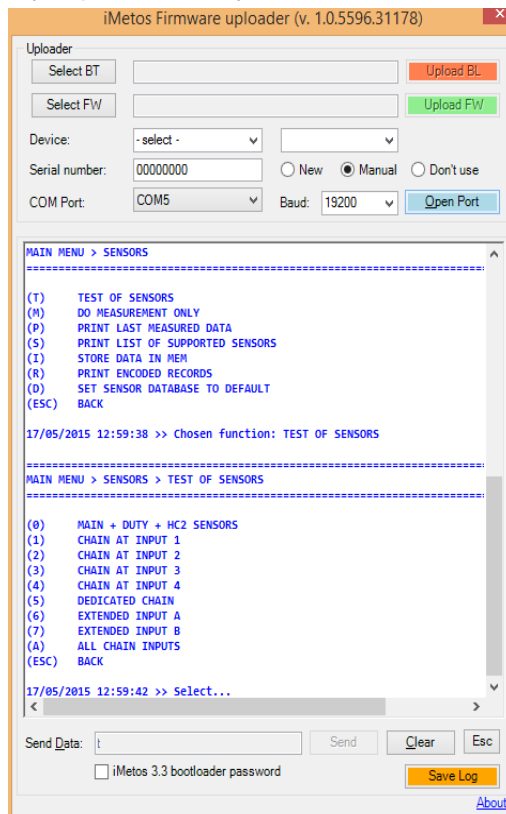 iMetos Firmware uploader (v. 1.0.5596.31178)
Uploader
Select BT Upload BL
Select FW Upload FW
Device: - select -
Serial number: 00000000 New Manual Don't use
COM Port: COM5 Baud: 19200 Open Port
MAIN MENU > SENSORS
================================================================
(T) TEST OF SENSORS
(M) DO MEASUREMENT ONLY
(P) PRINT LAST MEASURED DATA
(S) PRINT LIST OF SUPPORTED SENSORS
(I) STORE DATA IN MEM
(R) PRINT ENCODED RECORDS
(D) SET SENSOR DATABASE TO DEFAULT
(ESC) BACK
17/05/2015 12:59:38 >> Chosen function: TEST OF SENSORS
================================================================
MAIN MENU > SENSORS > TEST OF SENSORS
================================================================
(0) MAIN + DUTY + HC2 SENSORS
(1) CHAIN AT INPUT 1
(2) CHAIN AT INPUT 2
(3) CHAIN AT INPUT 3
(4) CHAIN AT INPUT 4
(5) DEDICATED CHAIN
(6) EXTENDED INPUT A
(7) EXTENDED INPUT B
(A) ALL CHAIN INPUTS
(ESC) BACK
17/05/2015 12:59:42 >> Select...
Send Data: t Send Clear Esc
iMetos 3.3 bootloader password Save Log
About